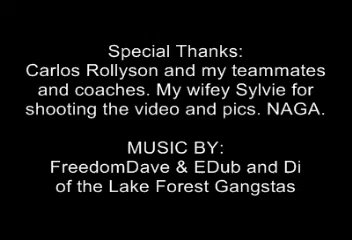 Special Thanks:
Carlos Rollyson and my teammates
and coaches. My wifey Sylvie for
shooting the video and pics. NAGA.
MUSIC BY:
FreedomDave & EDub and Di
of the Lake Forest Gangstas